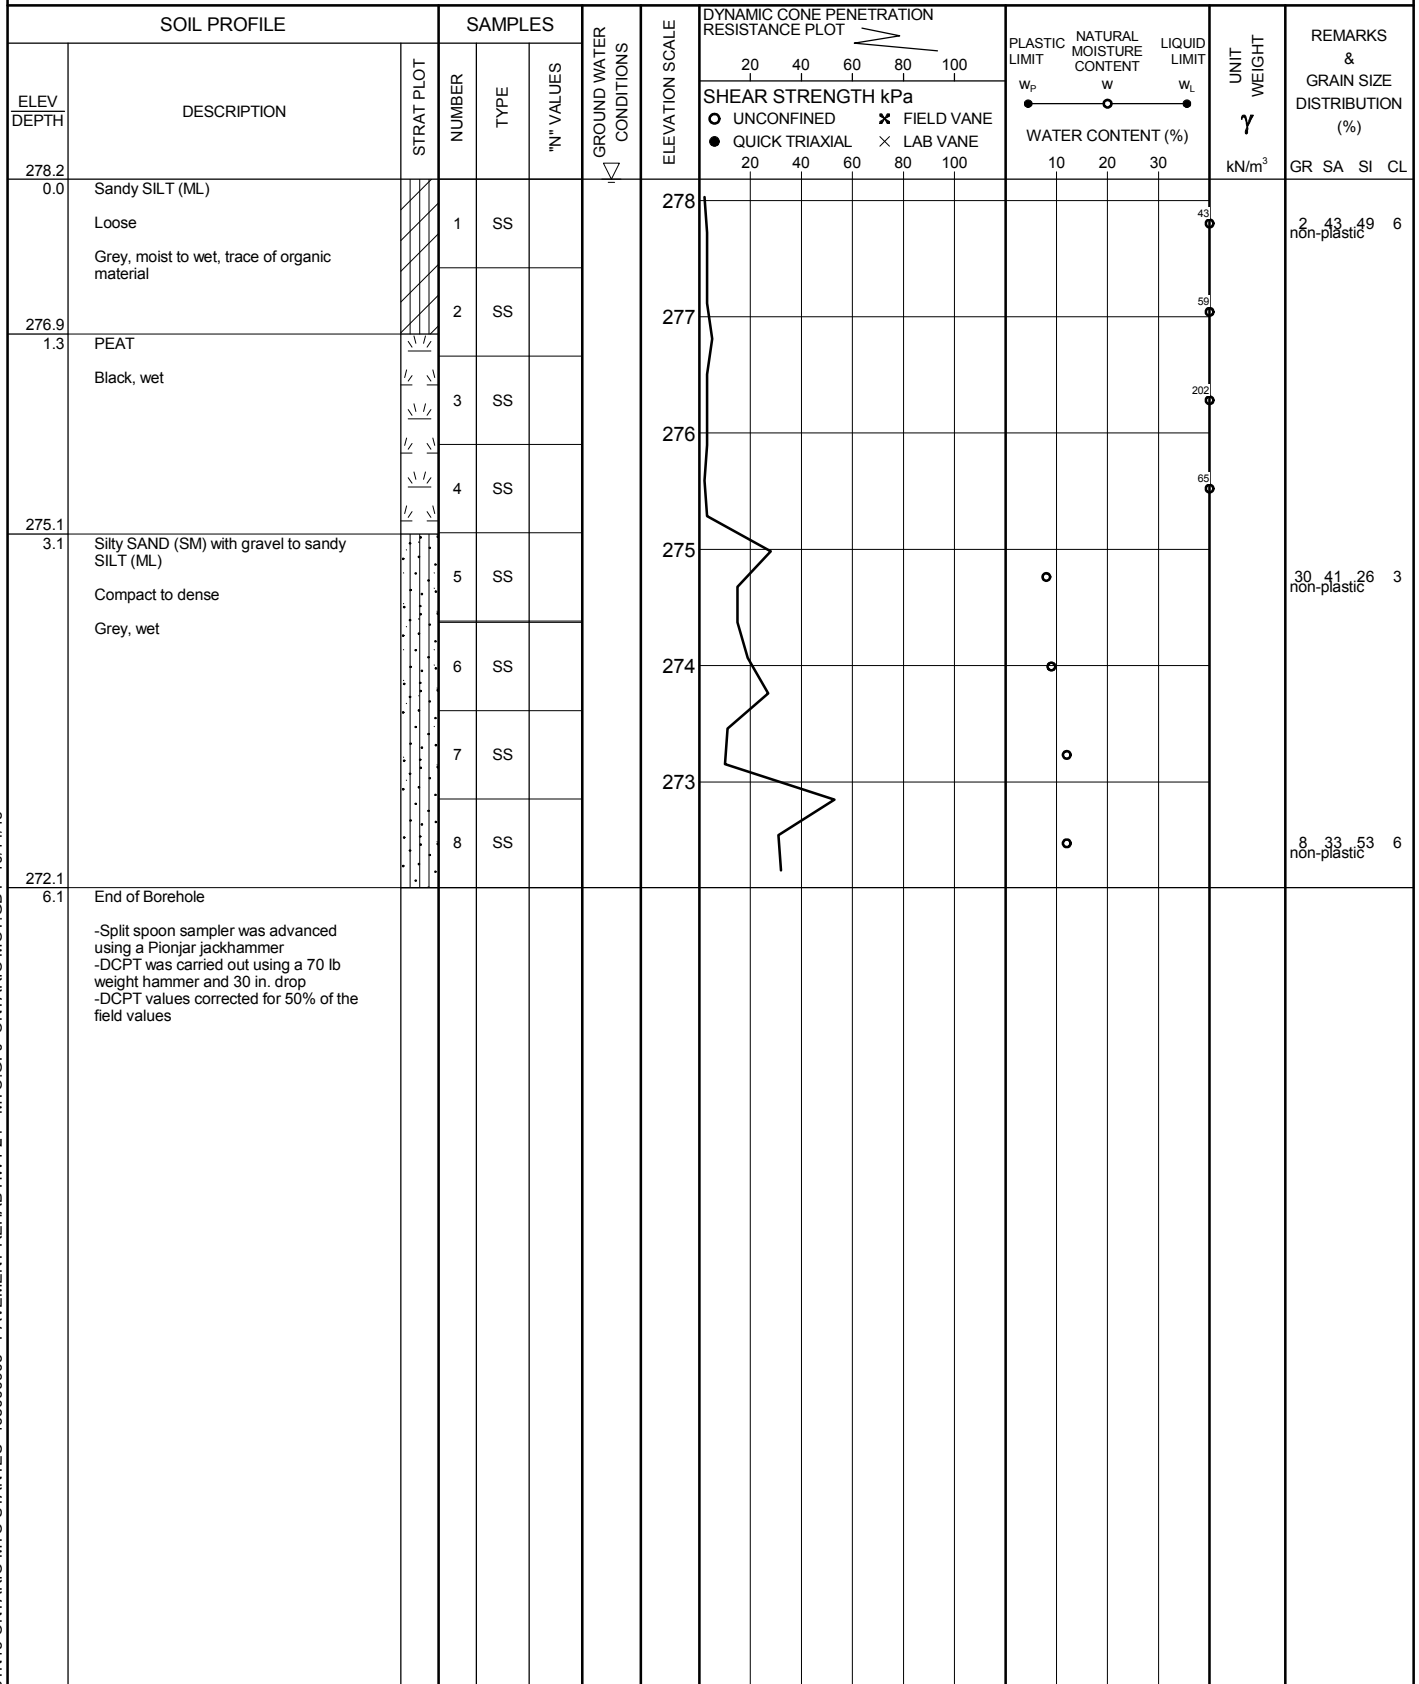 SOIL PROFILE
SAMPLES
GROUND WATER
CONDITIONS
ELEVATION SCALE
DYNAMIC CONE PENETRATION
RESISTANCE PLOT
20 40 60 80 100
SHEAR STRENGTH kPa
UNCONFINED
FIELD VANE
QUICK TRIAXIAL
LAB VANE
20 40 60 80 100
PLASTIC
LIMIT
NATURAL
MOISTURE
CONTENT
LIQUID
LIMIT
WP W WL
WATER CONTENT (%)
10 20 30
UNIT
WEIGHT
γ
kN/m³
REMARKS
&
GRAIN SIZE
DISTRIBUTION
(%)
GR SA SI CL
ELEV
DEPTH
DESCRIPTION
STRAT PLOT
NUMBER
TYPE
"N" VALUES
278.2
0.0
Sandy SILT (ML)
Loose
Grey, moist to wet, trace of organic
material
1 SS
278
43
2 43 49 6
non-plastic
2 SS
277
59
276.9
1.3
PEAT
Black, wet
3 SS
202
276
4 SS
65
275.1
3.1
Silty SAND (SM) with gravel to sandy
SILT (ML)
Compact to dense
Grey, wet
275
5 SS
30 41 26 3
non-plastic
6 SS
274
7 SS
273
8 SS
8 33 53 6
non-plastic
272.1
6.1
End of Borehole
-Split spoon sampler was advanced
using a Pionjar jackhammer
-DCPT was carried out using a 70 lb
weight hammer and 30 in. drop
-DCPT values corrected for 50% of the
field values